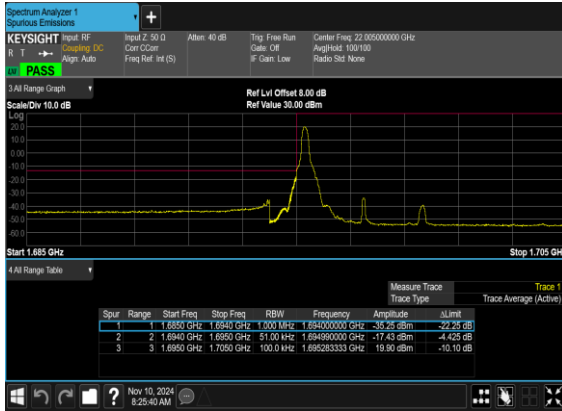 Spectrum Analyzer 1
Spurious Emissions
KEYSIGHT Input: RF Input Z: 50 Ω Atten: 40 dB Trig: Free Run Center Freq: 22.005000000 GHz
R T Coupling: DC Corr CCorr Gate: Off Avg|Hold: 100/100
Align: Auto Freq Ref: Int (S) IF Gain: Low Radio Std: None
PASS
3 All Range Graph
Ref Lvl Offset 8.00 dB
Scale/Div 10.0 dB Ref Value 30.00 dBm
Log
20.0
10.0
0.00
-10.0
-20.0
-30.0
-40.0
-50.0
-60.0
Start 1.685 GHz Stop 1.705 GH
4 All Range Table
Measure Trace Trace 1
Trace Type Trace Average (Active)
Spur Range Start Freq Stop Freq RBW Frequency Amplitude ΔLimit
1 1 1.6850 GHz 1.6940 GHz 1.000 MHz 1.694000000 GHz -35.25 dBm -22.25 dB
2 2 1.6940 GHz 1.6950 GHz 51.00 kHz 1.694990000 GHz -17.43 dBm -4.425 dB
3 3 1.6950 GHz 1.7050 GHz 100.0 kHz 1.695283333 GHz 19.90 dBm -10.10 dB
Nov 10, 2024
8:25:40 AM